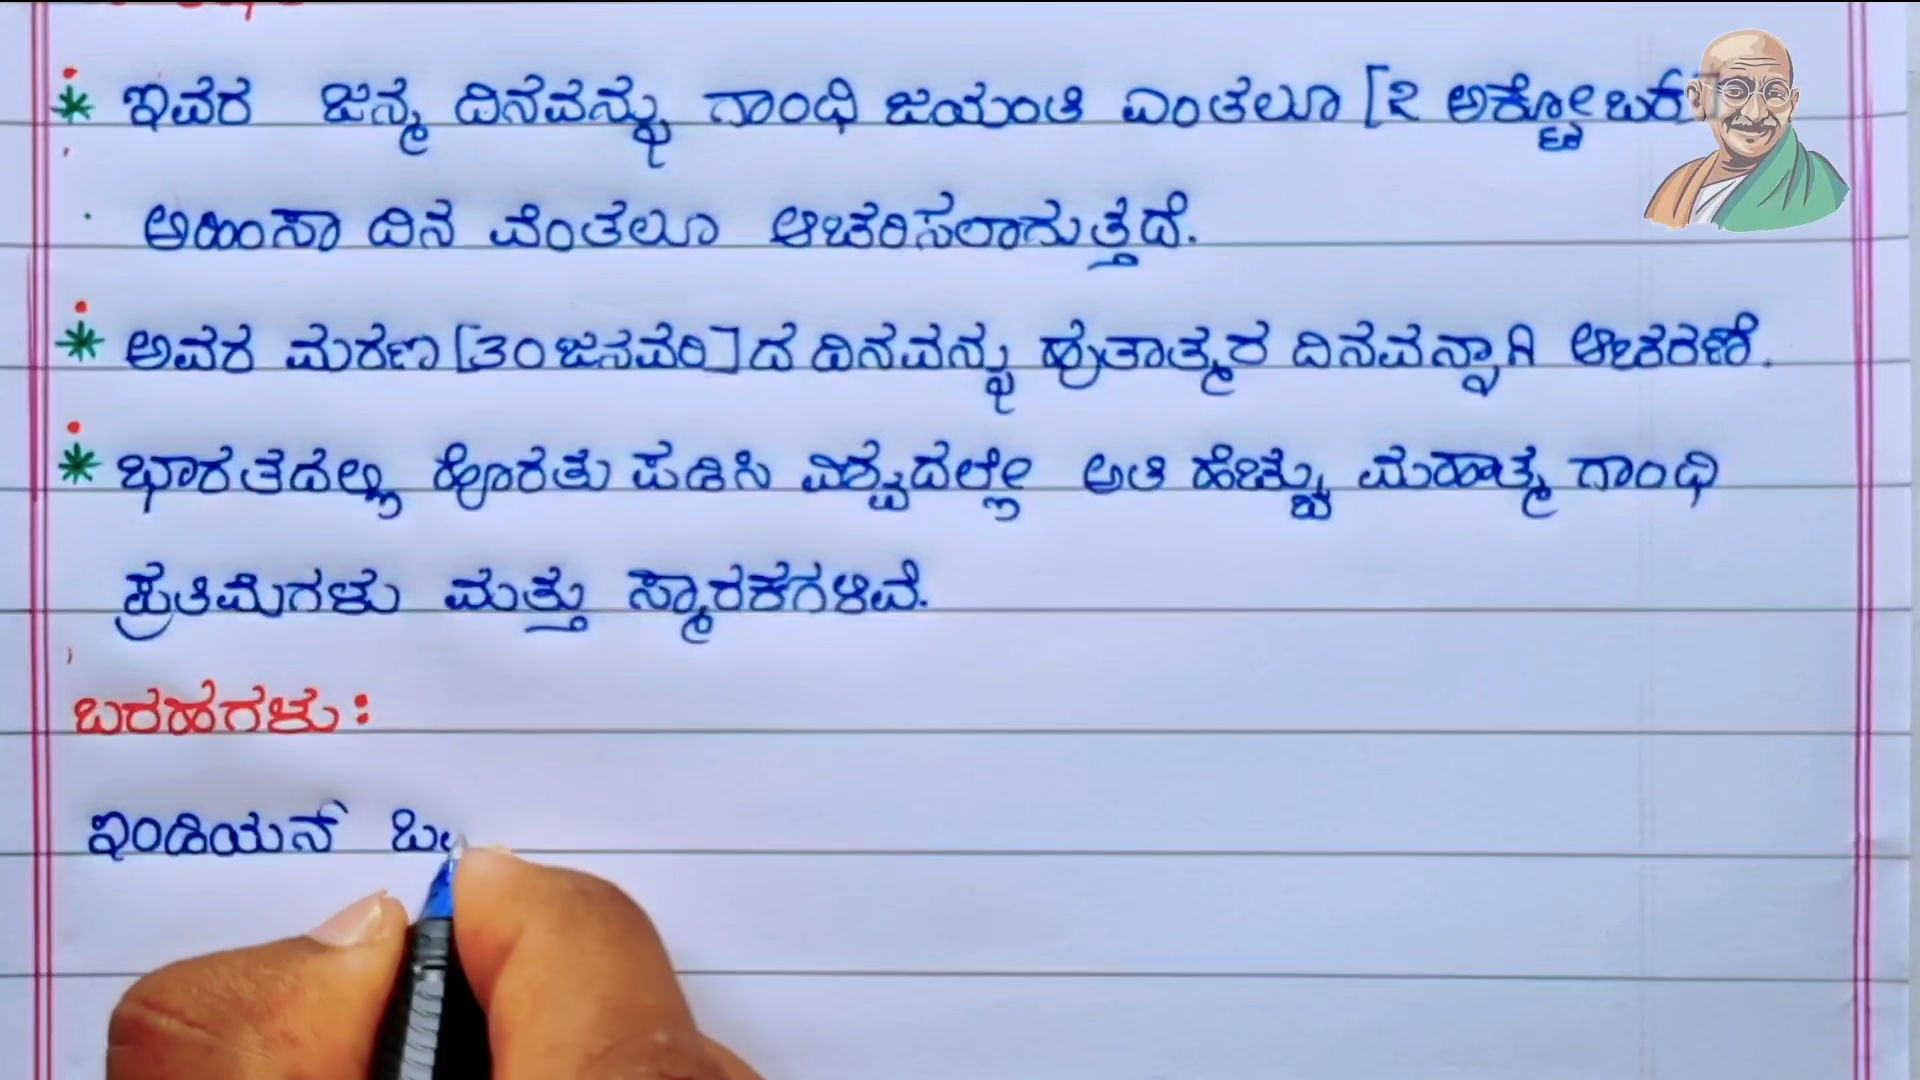 ಇವರ ಜನ್ಮ ದಿನವನ್ನು ಗಾಂಧಿ ಜಯಂತಿ ಎಂತಲೂ [೨ ಅಕ್ಟೋಬರ್]
ಅಹಿಂಸಾ ದಿನ ವೆಂತಲೂ ಆಚರಿಸಲಾಗುತ್ತದೆ.
ಅವರ ಮರಣ [೩೦ ಜನವರಿ] ದ ದಿನವನ್ನು ಹುತಾತ್ಮರ ದಿನವನ್ನಾಗಿ ಆಚರಣೆ.
ಭಾರತದಲ್ಲಿ ಹೊರತು ಪಡಿಸಿ ವಿಶ್ವದಲ್ಲೇ ಅತಿ ಹೆಚ್ಚು ಮಹಾತ್ಮ ಗಾಂಧಿ
ಪ್ರತಿಮೆಗಳು ಮತ್ತು ಸ್ಮಾರಕಗಳಿವೆ.
ಬರಹಗಳು:
ಇಂಡಿಯನ್